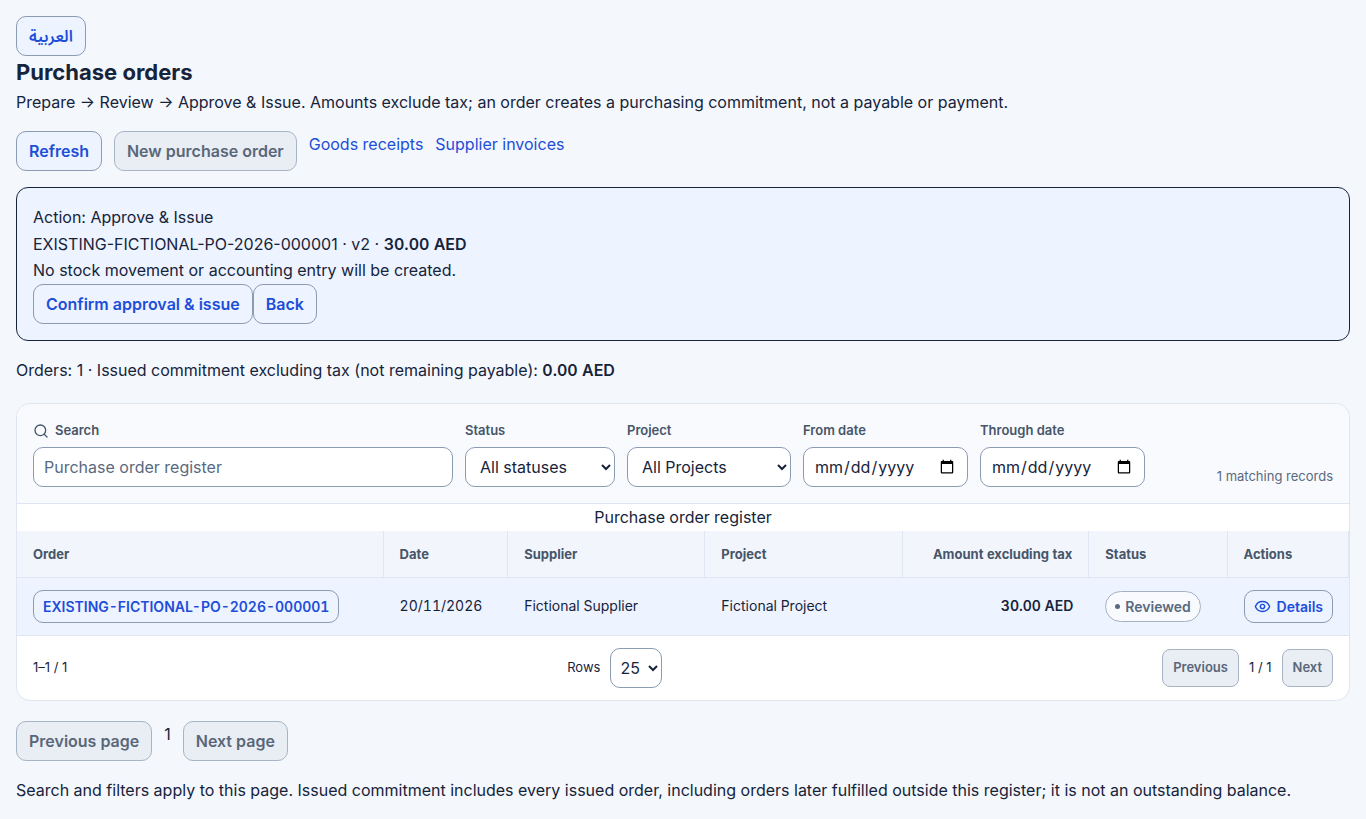 العربية
Purchase orders
Prepare → Review → Approve & Issue. Amounts exclude tax; an order creates a purchasing commitment, not a payable or payment.
Refresh New purchase order Goods receipts Supplier invoices
Action: Approve & Issue
EXISTING-FICTIONAL-PO-2026-000001 · v2 · 30.00 AED
No stock movement or accounting entry will be created.
Confirm approval & issue Back
Orders: 1 · Issued commitment excluding tax (not remaining payable): 0.00 AED
Search Status Project From date Through date
Purchase order register All statuses All Projects mm/dd/yyyy mm/dd/yyyy 1 matching records
Purchase order register
Order Date Supplier Project Amount excluding tax Status Actions
EXISTING-FICTIONAL-PO-2026-000001 20/11/2026 Fictional Supplier Fictional Project 30.00 AED • Reviewed Details
1–1 / 1 Rows 25 Previous 1 / 1 Next
Previous page 1 Next page
Search and filters apply to this page. Issued commitment includes every issued order, including orders later fulfilled outside this register; it is not an outstanding balance.